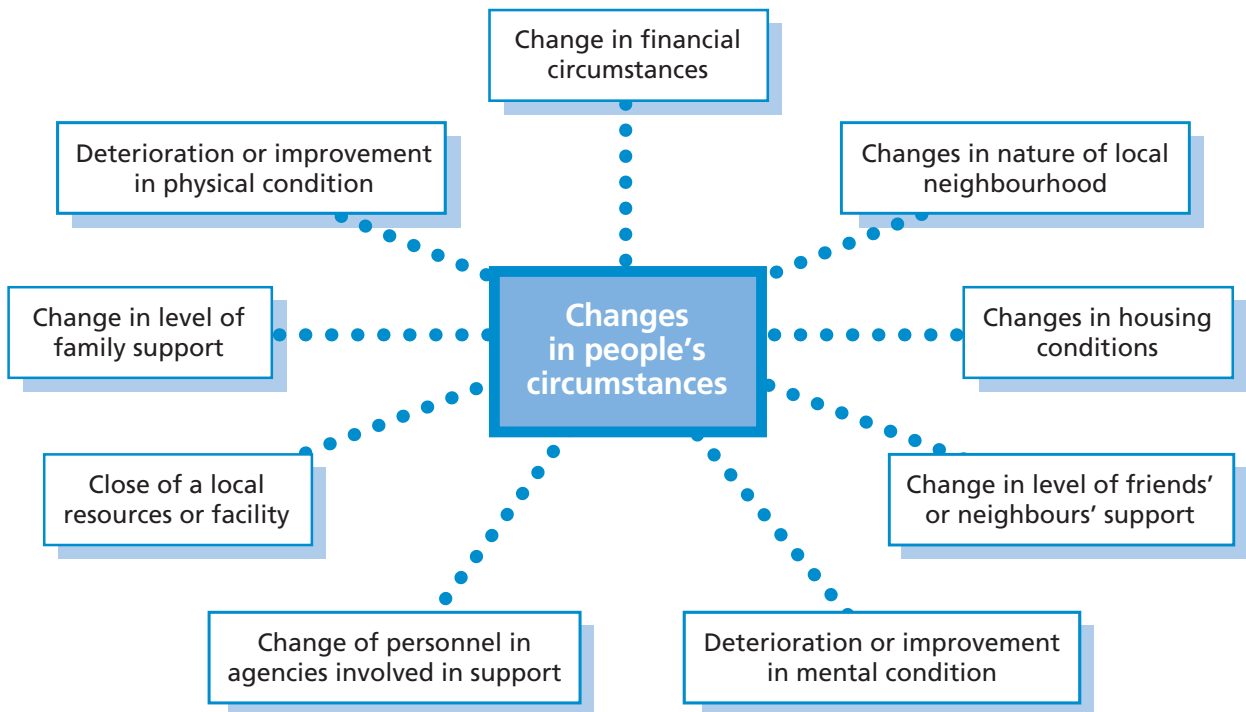 Change in financial
circumstances
Deterioration or improvement
in physical condition
Changes in nature of local
neighbourhood
Change in level of
family support
Changes
in people’s
circumstances
Changes in housing
conditions
Close of a local
resources or facility
Change in level of friends’
or neighbours’ support
Change of personnel in
agencies involved in support
Deterioration or improvement
in mental condition